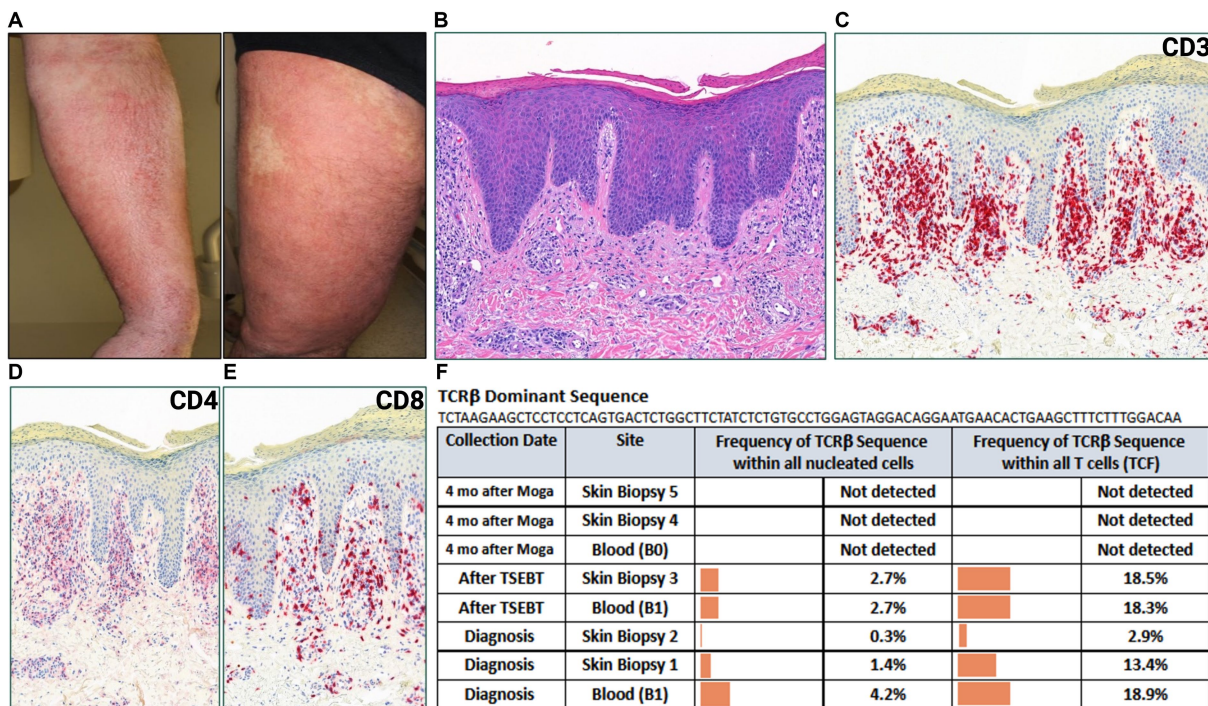 A
B
C
CD3
D
CD4
E
CD8
F
TCRβ Dominant Sequence
TCTAAGAAGCTCCTCCTCAGTGACTCTGGCTTCTATCTCTGTGCCTGGAGTAGGACAGGAATGAACACTGAAGCTTTCTTTGGACAA
Collection Date Site Frequency of TCRβ Sequence within all nucleated cells Frequency of TCRβ Sequence within all T cells (TCF)
4 mo after Moga Skin Biopsy 5 Not detected Not detected
4 mo after Moga Skin Biopsy 4 Not detected Not detected
4 mo after Moga Blood (B0) Not detected Not detected
After TSEBT Skin Biopsy 3 2.7% 18.5%
After TSEBT Blood (B1) 2.7% 18.3%
Diagnosis Skin Biopsy 2 0.3% 2.9%
Diagnosis Skin Biopsy 1 1.4% 13.4%
Diagnosis Blood (B1) 4.2% 18.9%